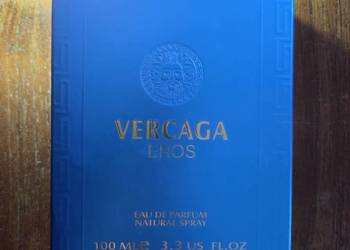 VERCAGA
EROS
EAU DE PARFUM
NATURAL SPRAY
100 ML℮ 3.3 US FL.OZ